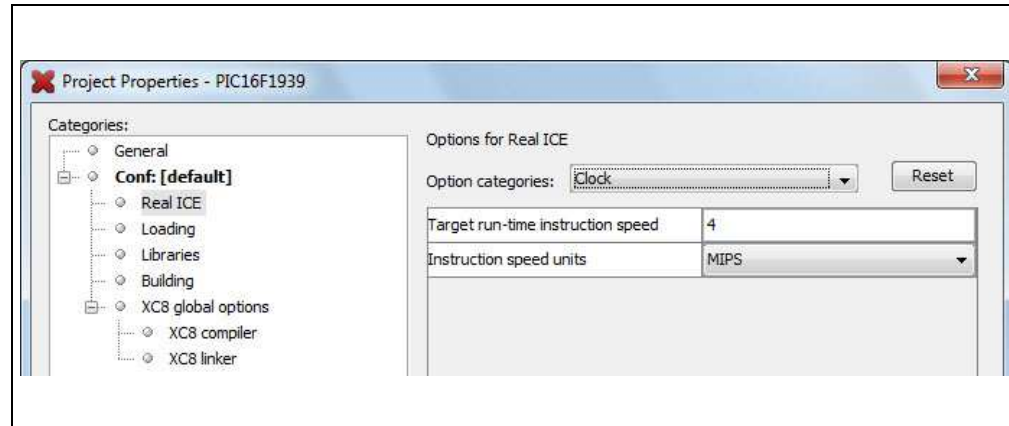 Project Properties - PIC16F1939
Categories:
General
Conf: [default]
Real ICE
Loading
Libraries
Building
XC8 global options
XC8 compiler
XC8 linker
Options for Real ICE
Option categories: Clock Reset
Target run-time instruction speed 4
Instruction speed units MIPS